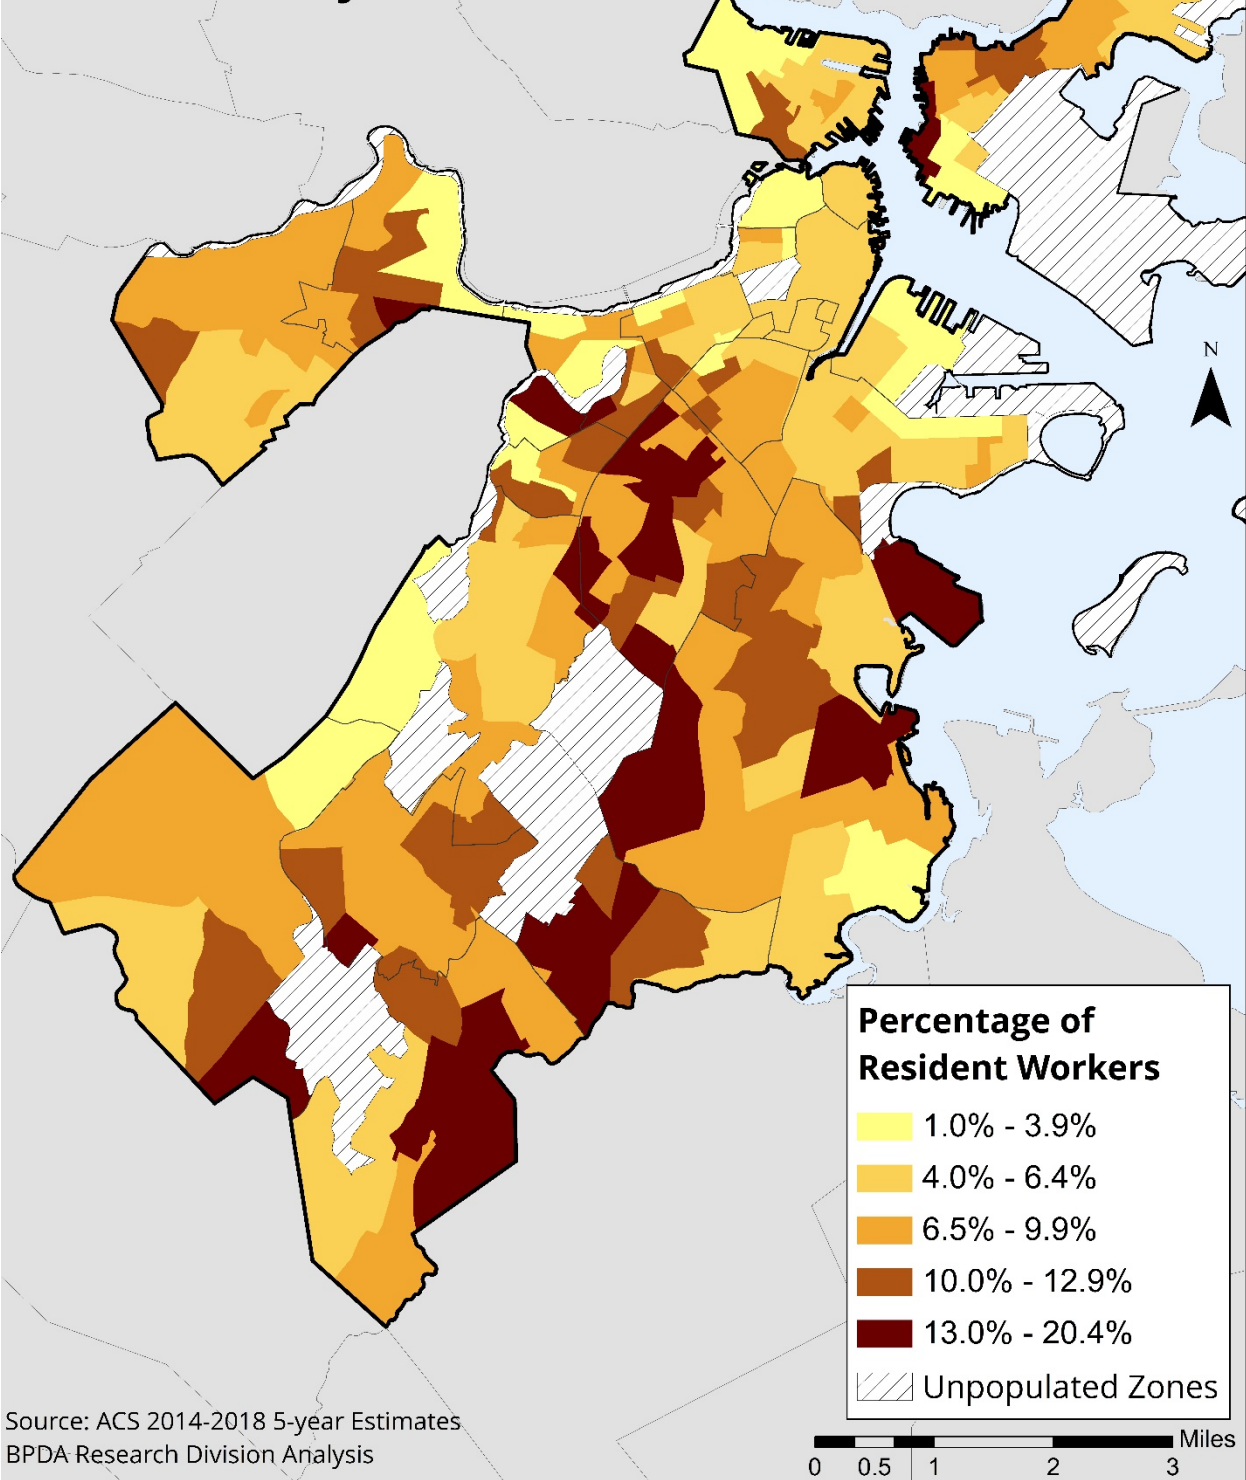 N
Percentage of
Resident Workers
1.0% - 3.9%
4.0% - 6.4%
6.5% - 9.9%
10.0% - 12.9%
13.0% - 20.4%
Unpopulated Zones
Source: ACS 2014-2018 5-year Estimates
BPDA Research Division Analysis
Miles
0 0.5 1 2 3